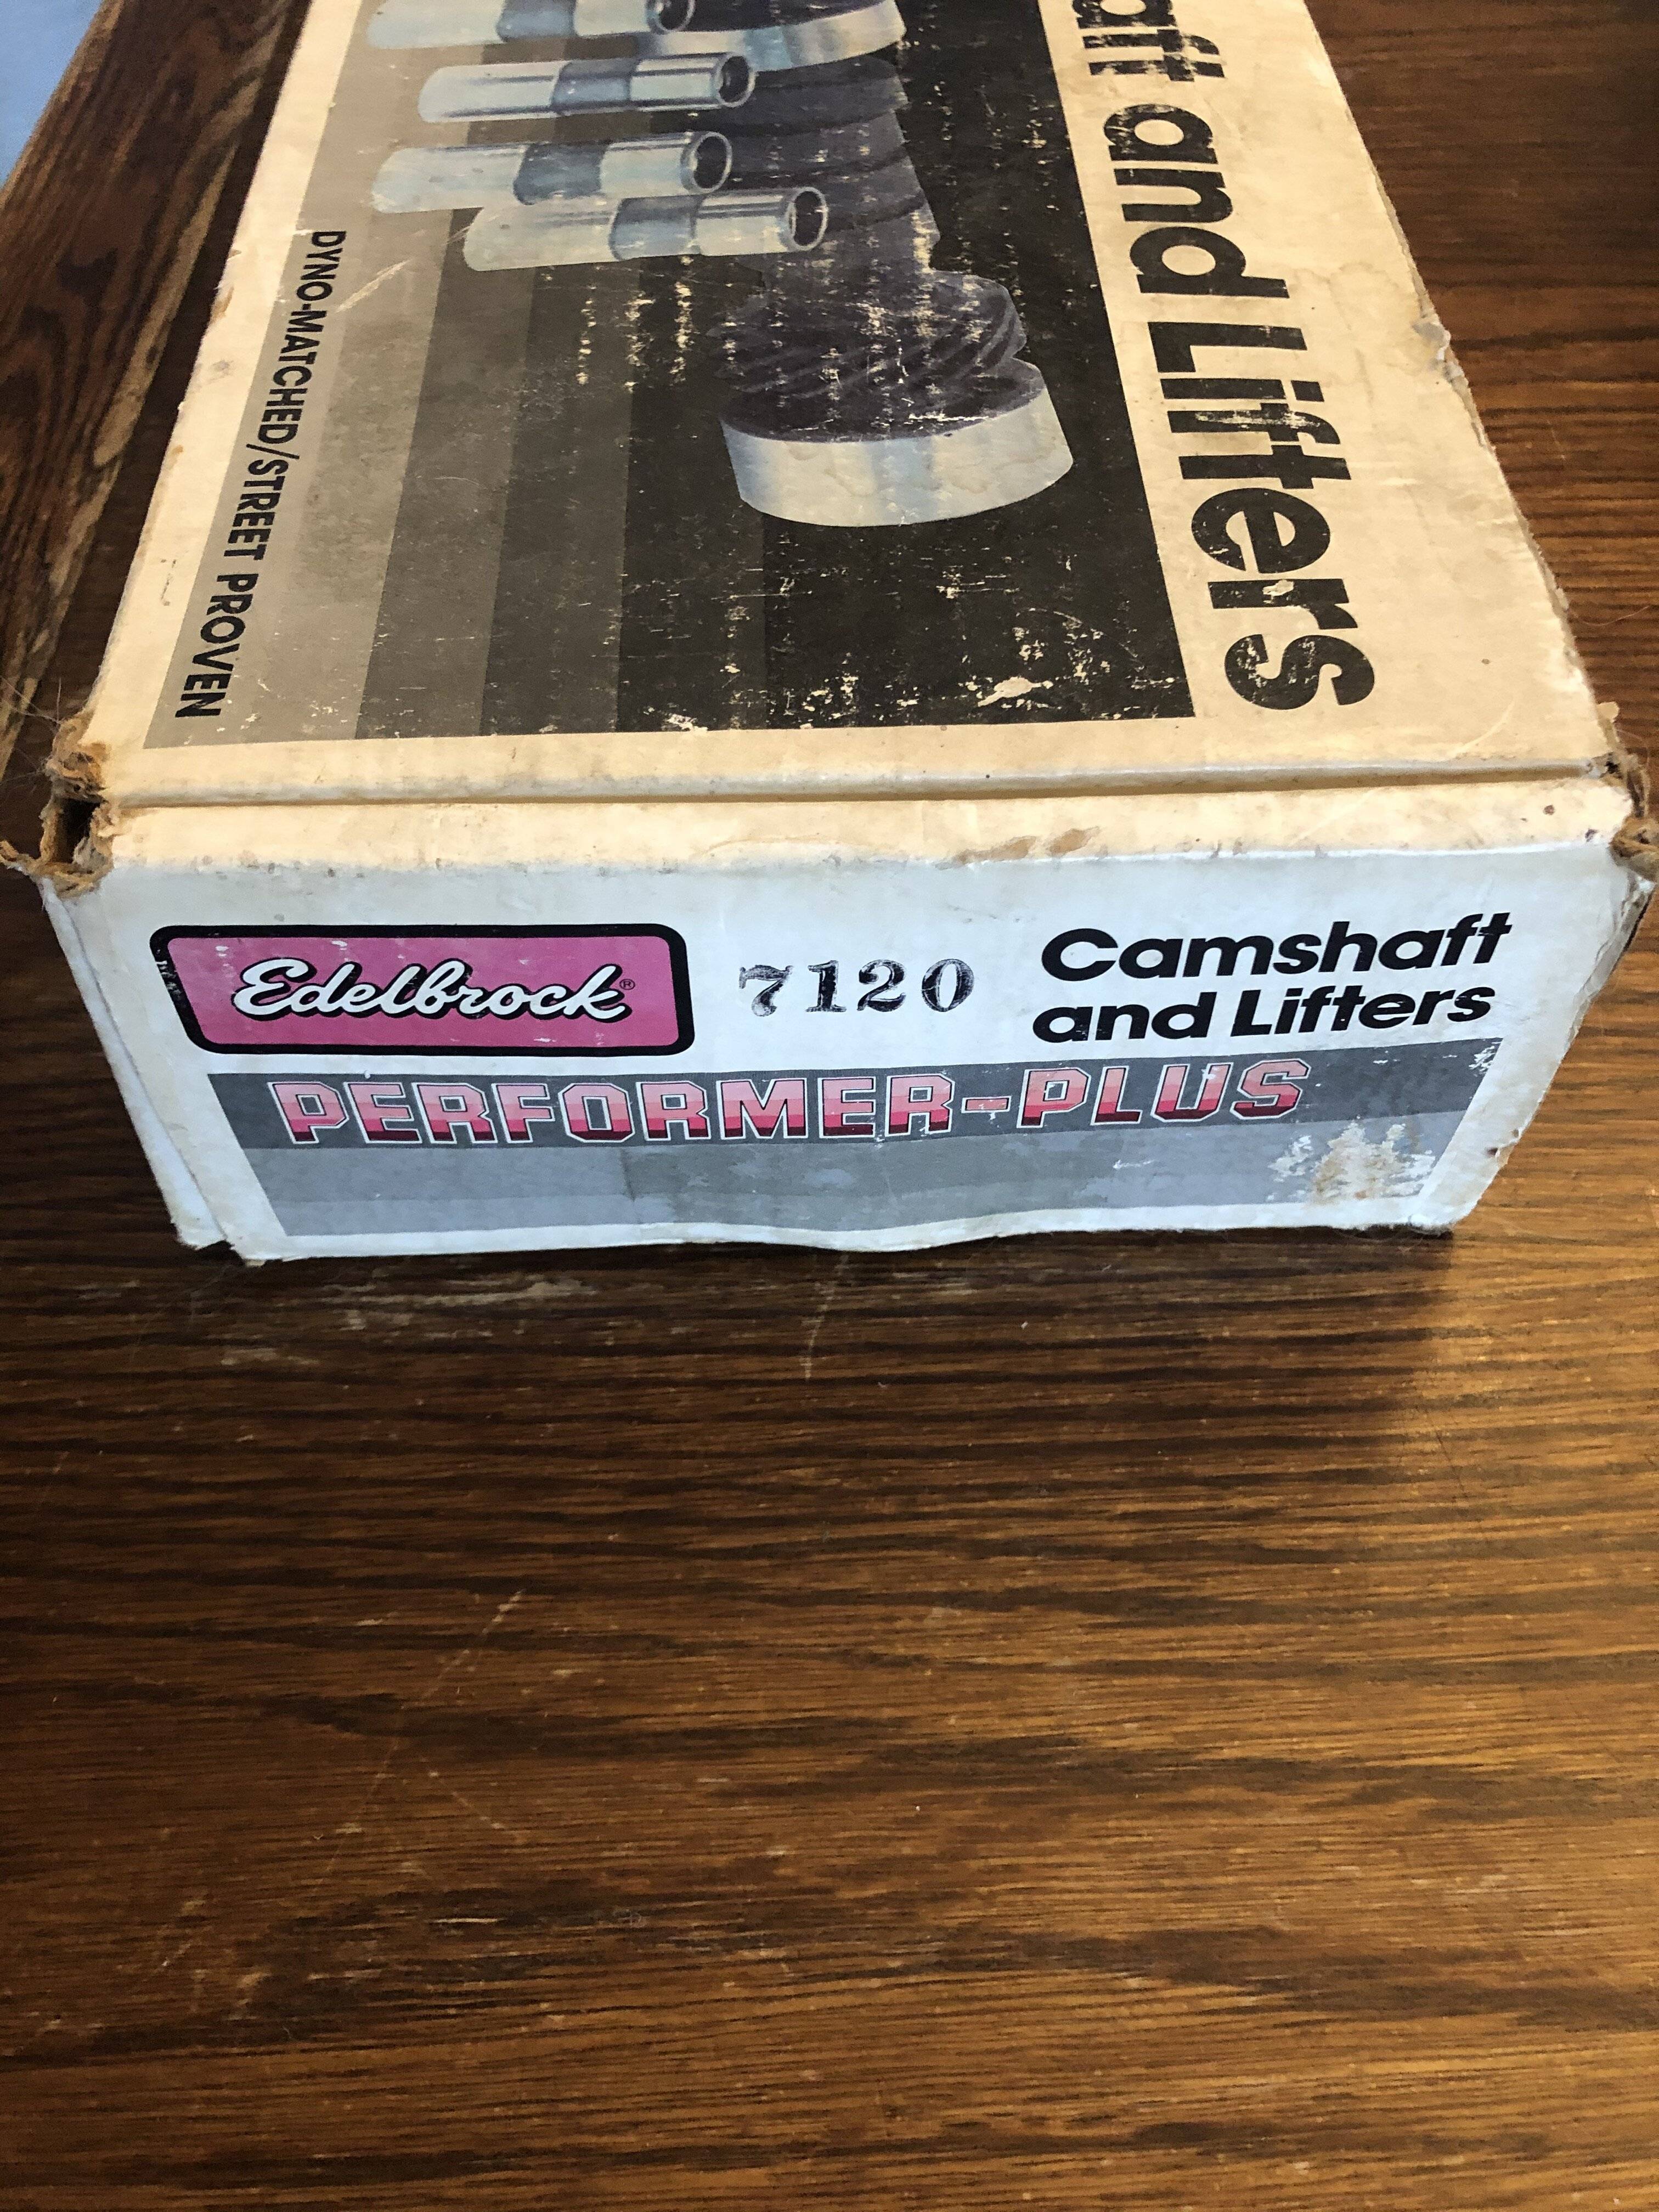 aft and Lifters
DYNO-MATCHED/STREET PROVEN
Edelbrock®
7120
Camshaft
and Lifters
PERFORMER-PLUS